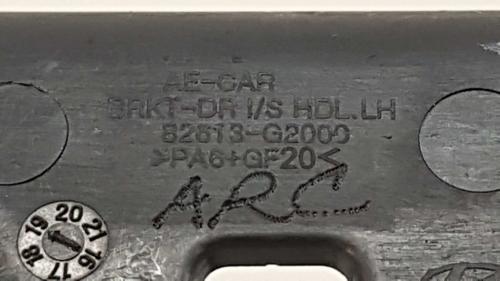 AE-CAR
BRKT-DR I/S HDL.LH
82613-G2000
>PA6+GF20<
ARC
16 17 18 19 20 21